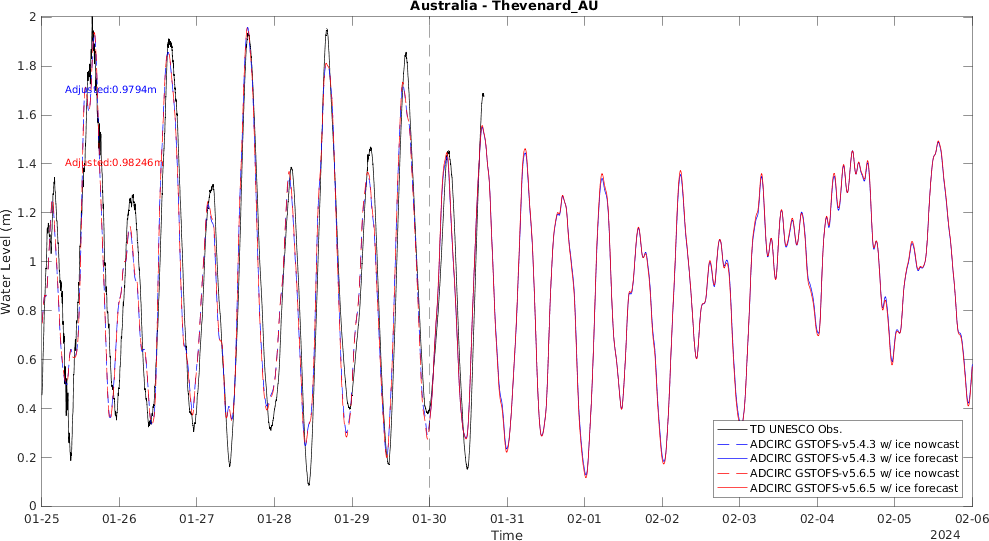 Australia - Thevenard_AU
2
1.8
1.6
1.4
1.2
1
0.8
0.6
0.4
0.2
0
Water Level (m)
Adjusted:0.9794m
Adjusted:0.98246m
TD UNESCO Obs.
ADCIRC GSTOFS-v5.4.3 w/ ice nowcast
ADCIRC GSTOFS-v5.4.3 w/ ice forecast
ADCIRC GSTOFS-v5.6.5 w/ ice nowcast
ADCIRC GSTOFS-v5.6.5 w/ ice forecast
01-25 01-26 01-27 01-28 01-29 01-30 01-31 02-01 02-02 02-03 02-04 02-05 02-06
Time
2024